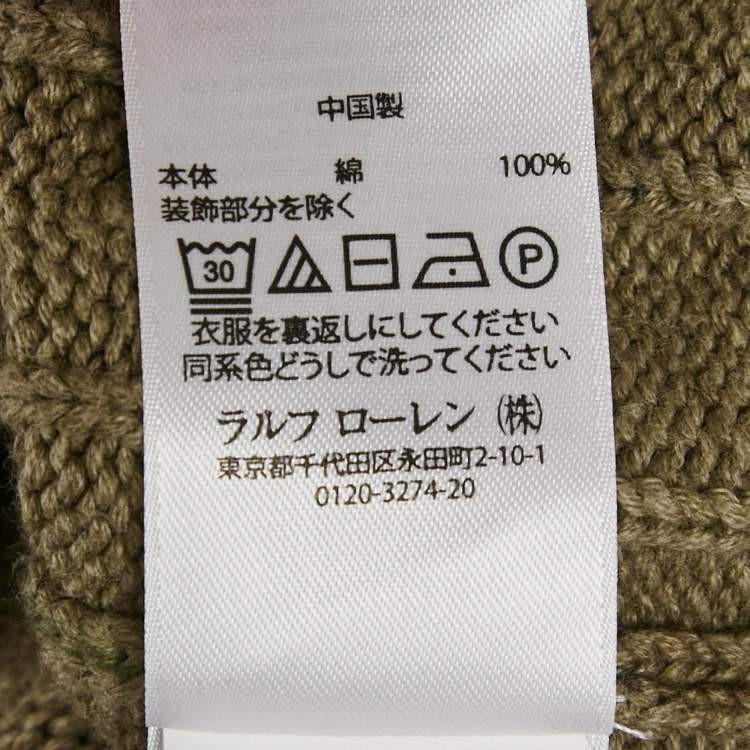 中国製
本体 綿 100%
装飾部分を除く
30 P
衣服を裏返しにしてください
同系色どうしで洗ってください
ラルフ ローレン (株)
東京都千代田区永田町2-10-1
0120-3274-20